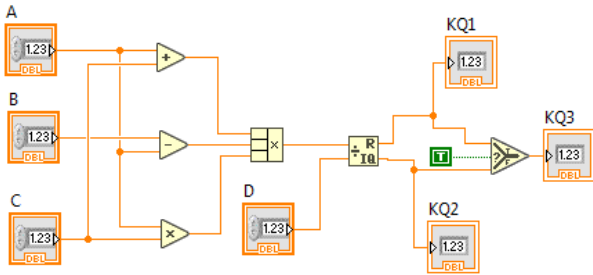 A
1.23
DBL
B
1.23
DBL
C
1.23
DBL
D
1.23
DBL
+
-
×
×
÷ R
IQ
T
? T
F
KQ1
1.23
DBL
KQ3
1.23
DBL
KQ2
1.23
DBL